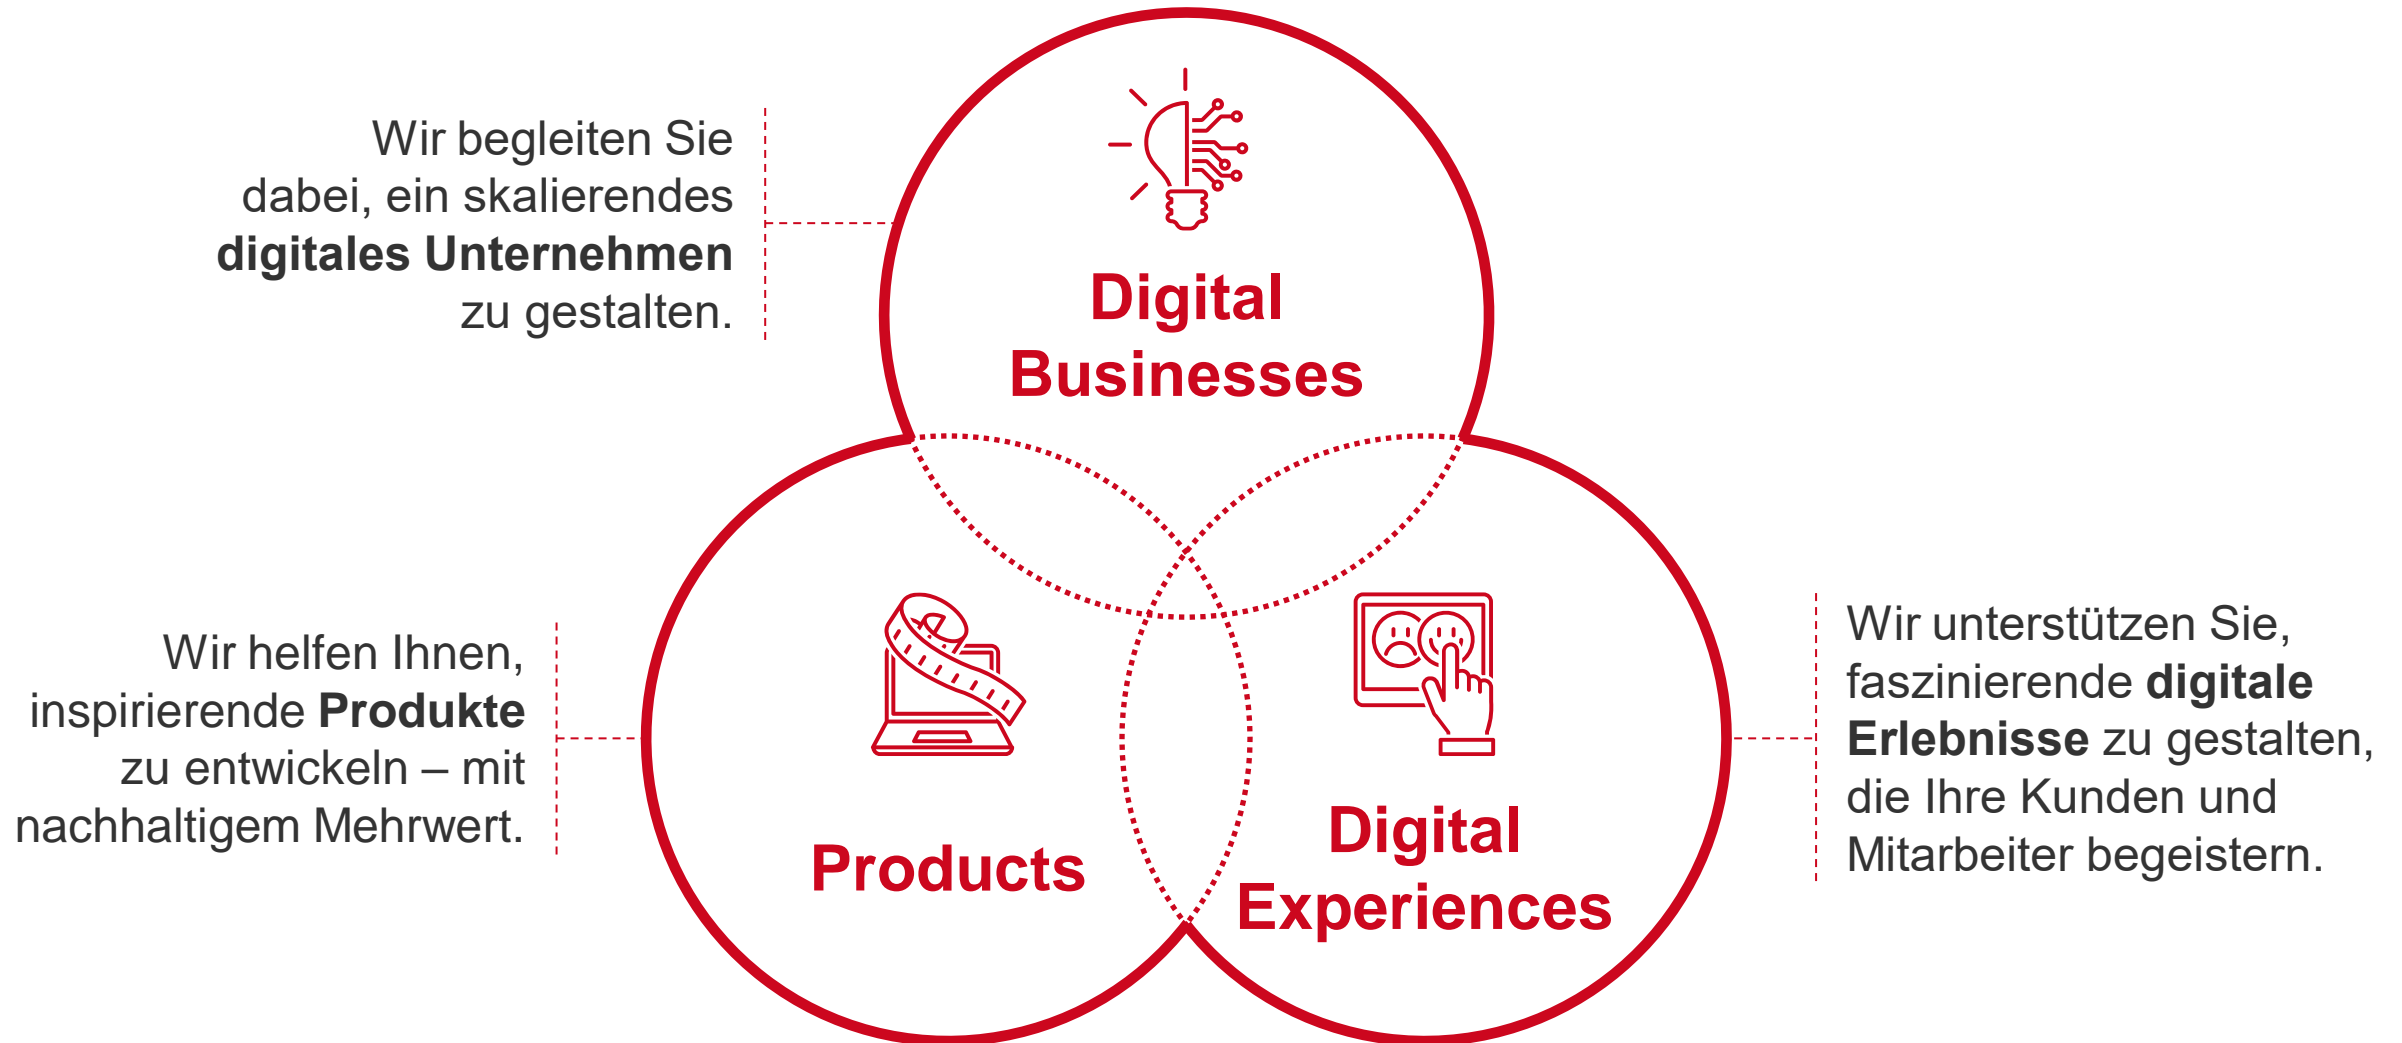 Wir begleiten Sie
dabei, ein skalierendes
digitales Unternehmen
zu gestalten.
Digital
Businesses
Wir helfen Ihnen,
inspirierende Produkte
zu entwickeln – mit
nachhaltigem Mehrwert.
Products
Digital
Experiences
Wir unterstützen Sie,
faszinierende digitale
Erlebnisse zu gestalten,
die Ihre Kunden und
Mitarbeiter begeistern.